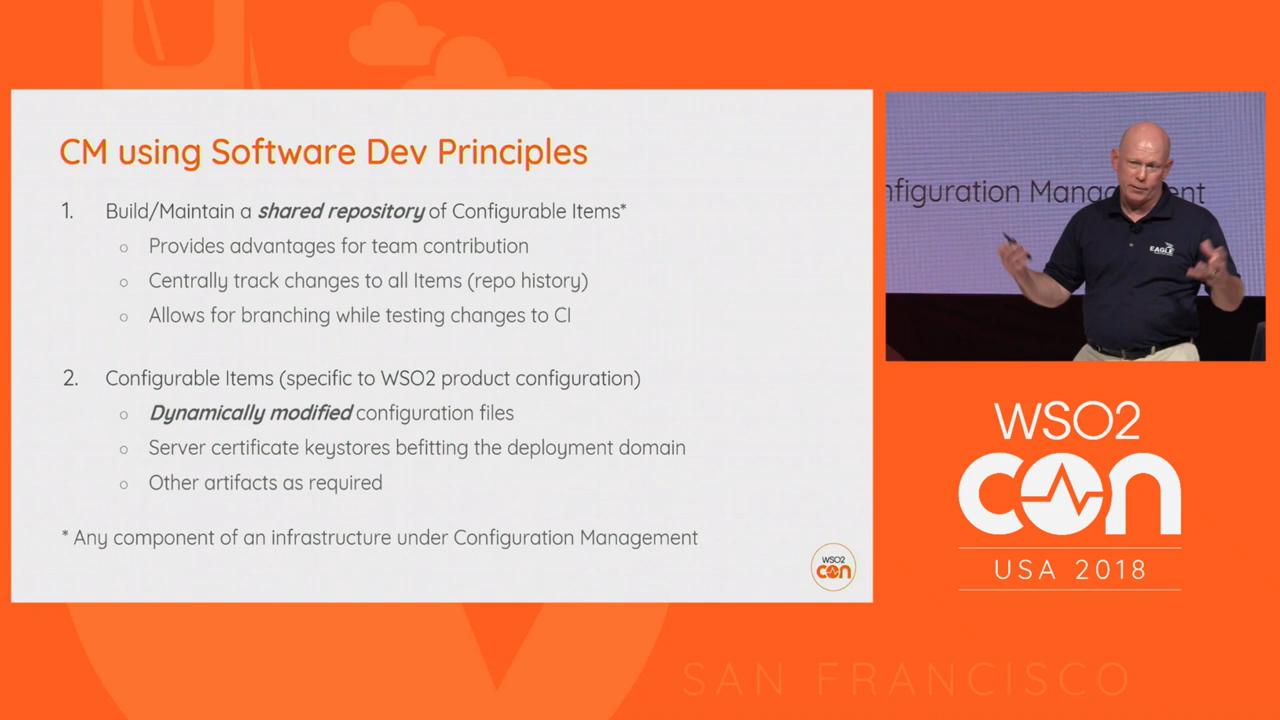 CM using Software Dev Principles
1. Build/Maintain a shared repository of Configurable Items*
○ Provides advantages for team contribution
○ Centrally track changes to all Items (repo history)
○ Allows for branching while testing changes to CI
2. Configurable Items (specific to WSO2 product configuration)
○ Dynamically modified configuration files
○ Server certificate keystores befitting the deployment domain
○ Other artifacts as required
* Any component of an infrastructure under Configuration Management
WSO2
con
nfiguration Management
EAGLE
WSO2
con
USA 2018
SAN FRANCISCO